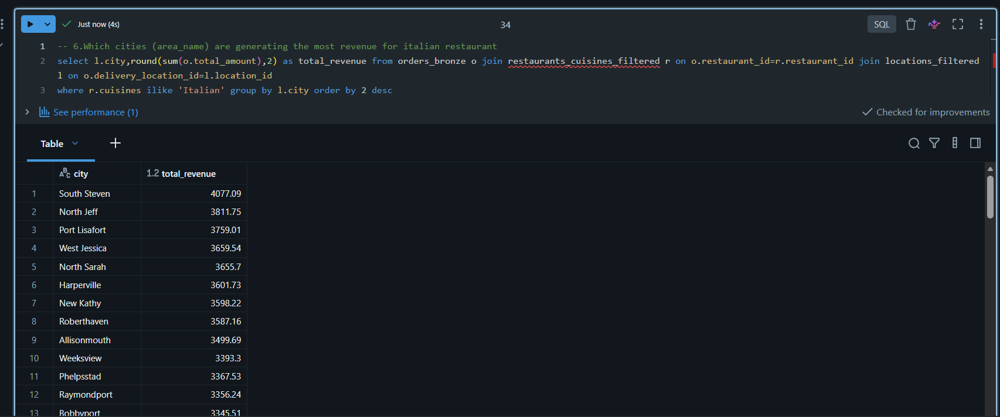 Just now (4s)
34
SQL
1 -- 6.Which cities (area_name) are generating the most revenue for italian restaurant
2 select l.city,round(sum(o.total_amount),2) as total_revenue from orders_bronze o join restaurants_cuisines_filtered r on o.restaurant_id=r.restaurant_id join locations_filtered
l on o.delivery_location_id=l.location_id
3 where r.cuisines ilike 'Italian' group by l.city order by 2 desc
See performance (1)
Checked for improvements
Table
ABC city 1.2 total_revenue
1 South Steven 4077.09
2 North Jeff 3811.75
3 Port Lisafort 3759.01
4 West Jessica 3659.54
5 North Sarah 3655.7
6 Harperville 3601.73
7 New Kathy 3598.22
8 Roberthaven 3587.16
9 Allisonmouth 3499.69
10 Weeksview 3393.3
11 Phelpsstad 3367.53
12 Raymondport 3356.24
13 Bobbyport 3345.51